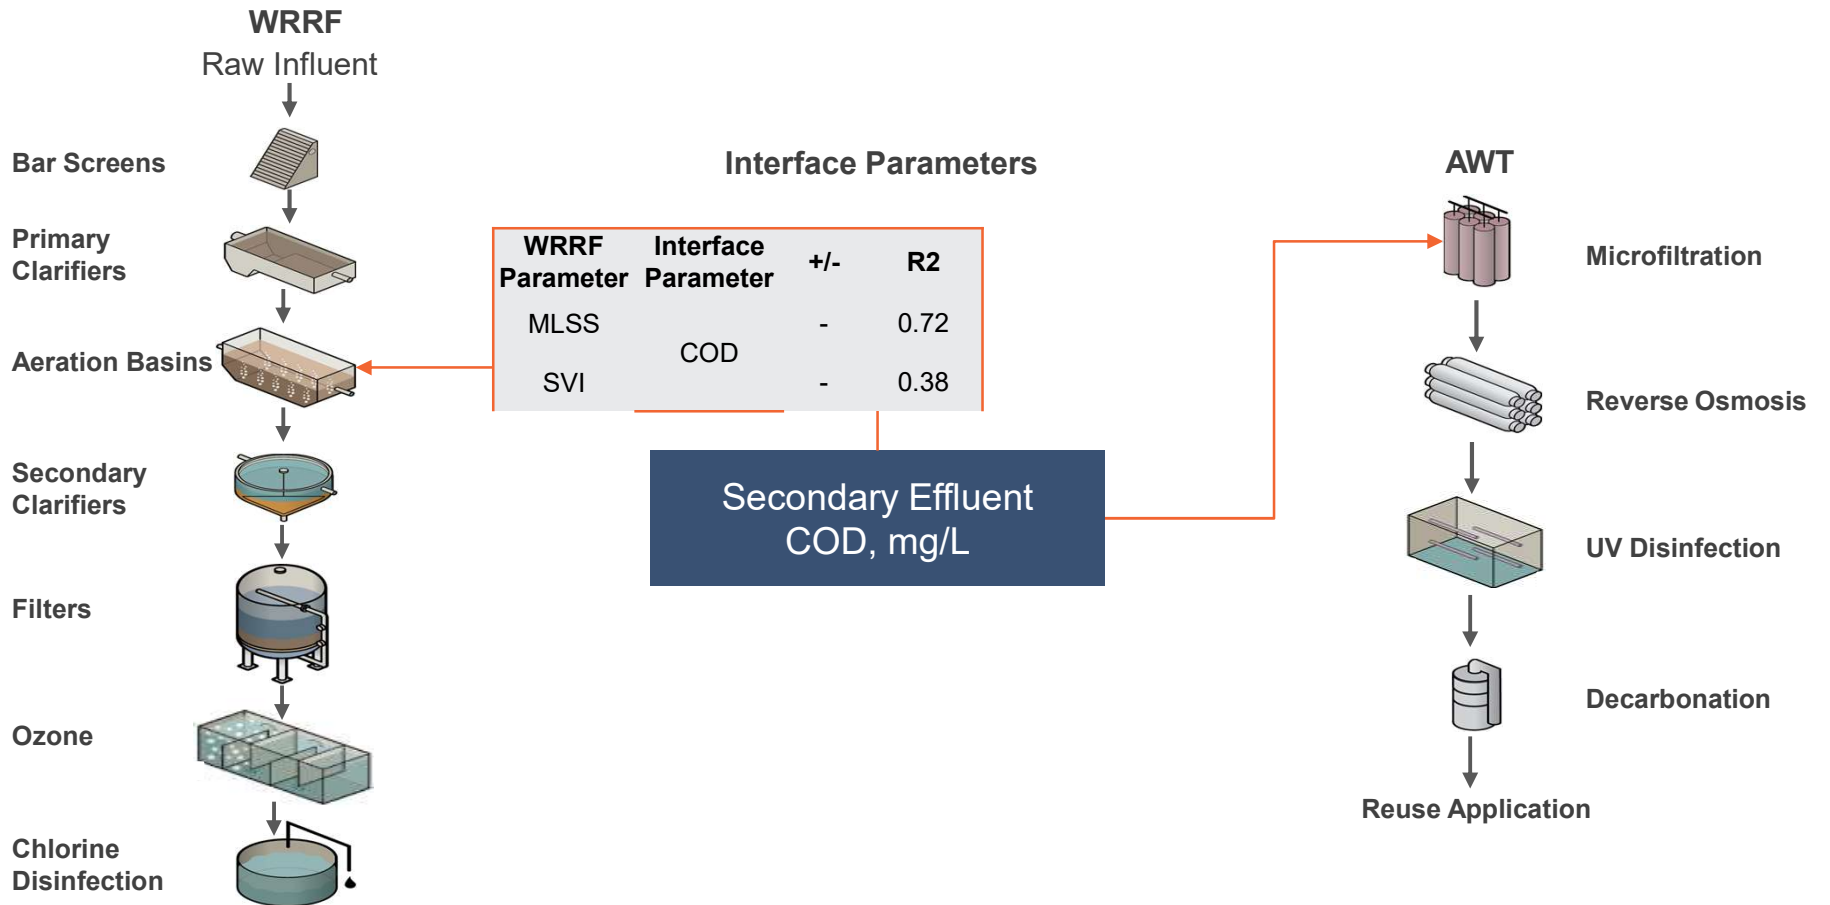 WRRF
Raw Influent
Bar Screens
Primary
Clarifiers
Aeration Basins
Secondary
Clarifiers
Filters
Ozone
Chlorine
Disinfection
Interface Parameters
WRRF Interface +/- R2
Parameter Parameter
MLSS - 0.72
COD
SVI - 0.38
Secondary Effluent
COD, mg/L
AWT
Microfiltration
Reverse Osmosis
UV Disinfection
Decarbonation
Reuse Application